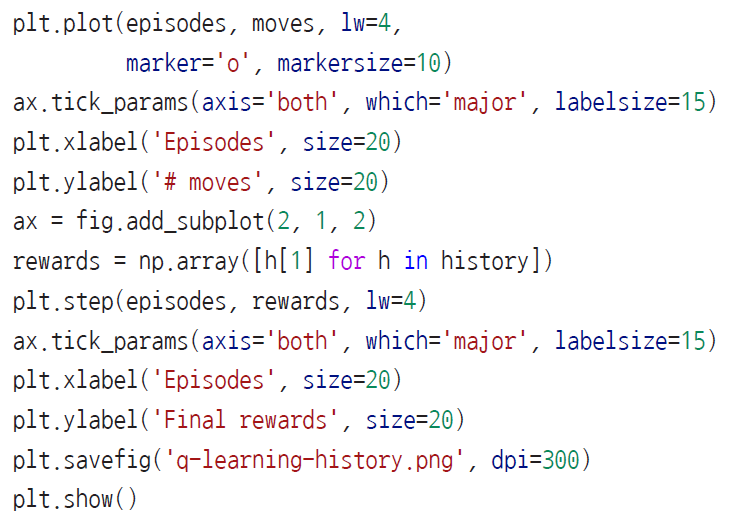 plt.plot(episodes, moves, lw=4,
         marker='o', markersize=10)
ax.tick_params(axis='both', which='major', labelsize=15)
plt.xlabel('Episodes', size=20)
plt.ylabel('# moves', size=20)
ax = fig.add_subplot(2, 1, 2)
rewards = np.array([h[1] for h in history])
plt.step(episodes, rewards, lw=4)
ax.tick_params(axis='both', which='major', labelsize=15)
plt.xlabel('Episodes', size=20)
plt.ylabel('Final rewards', size=20)
plt.savefig('q-learning-history.png', dpi=300)
plt.show()